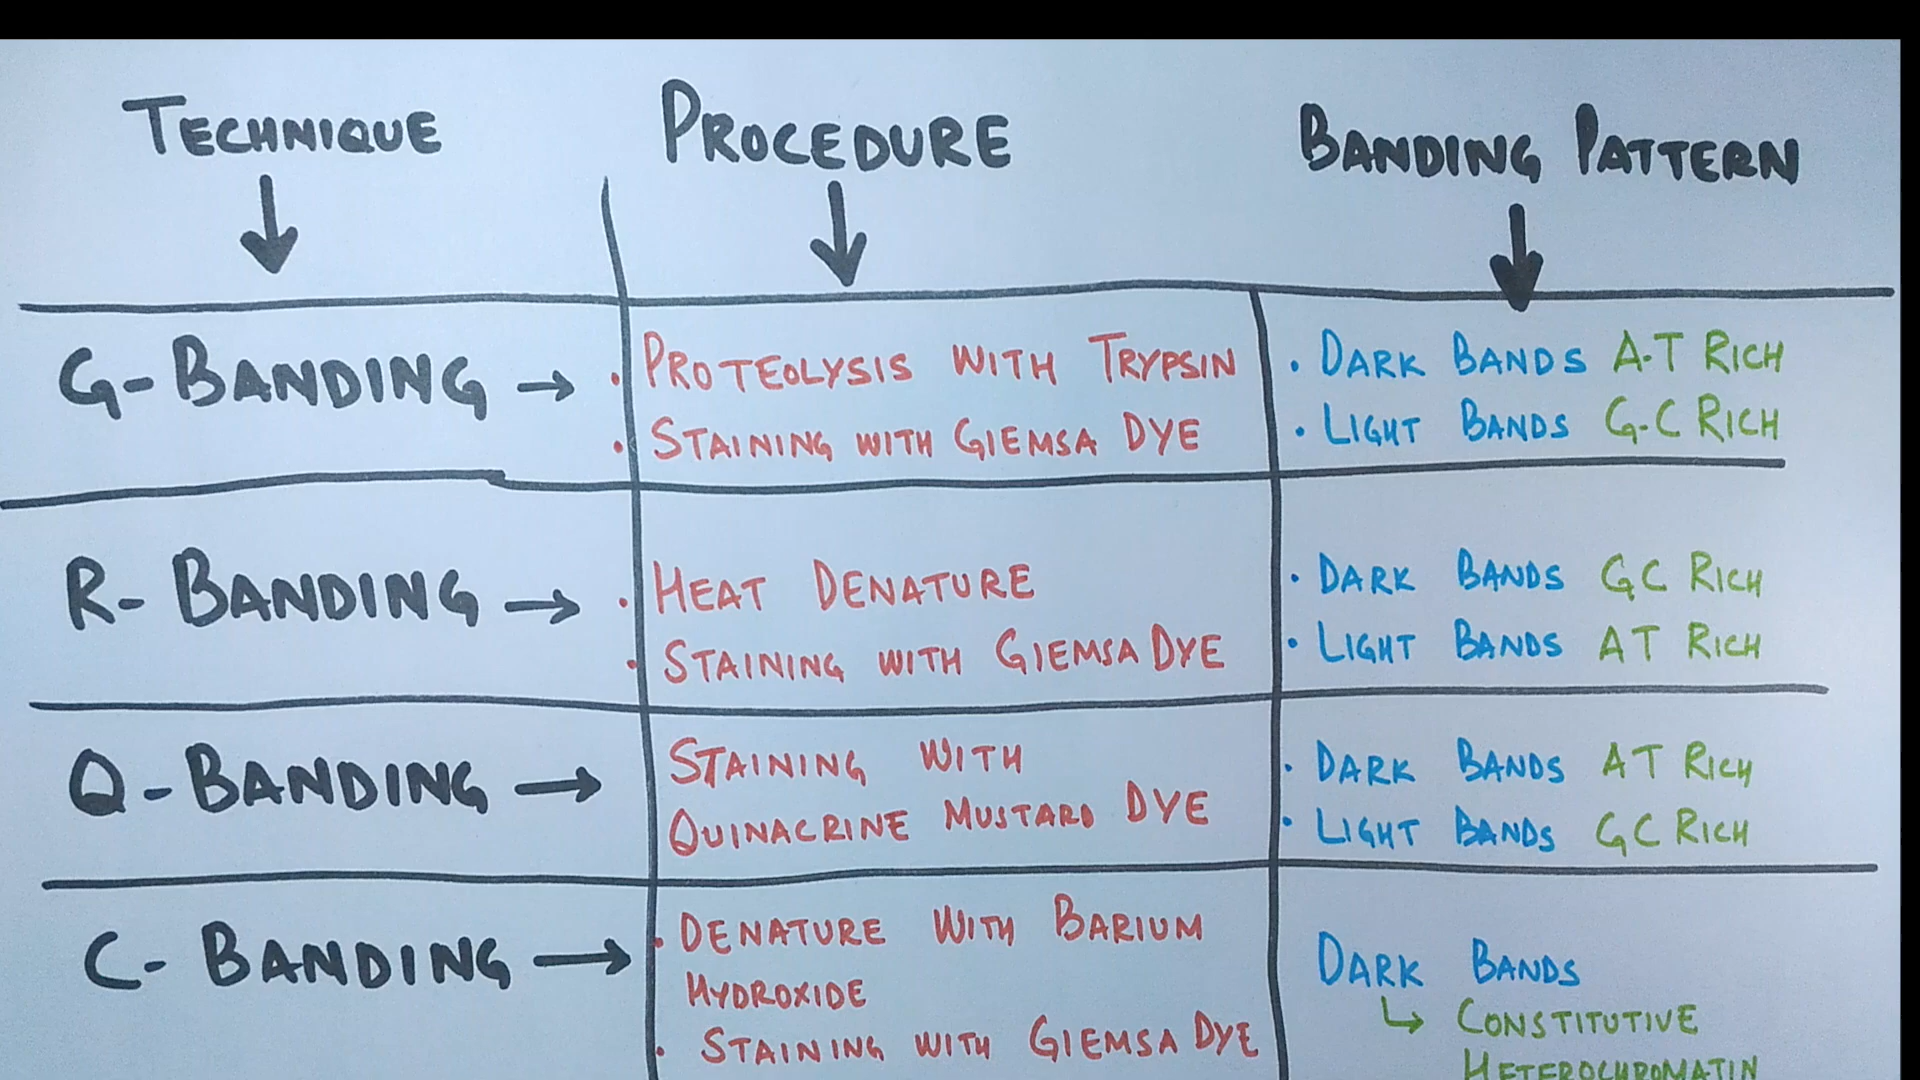 TECHNIQUE
PROCEDURE
BANDING PATTERN
G-BANDING →
• PROTEOLYSIS WITH TRYPSIN
• STAINING WITH GIEMSA DYE
• DARK BANDS A-T RICH
• LIGHT BANDS G-C RICH
R-BANDING →
• HEAT DENATURE
• STAINING WITH GIEMSA DYE
• DARK BANDS GC RICH
• LIGHT BANDS AT RICH
Q-BANDING →
STAINING WITH
QUINACRINE MUSTARD DYE
• DARK BANDS AT RICH
• LIGHT BANDS GC RICH
C-BANDING →
• DENATURE WITH BARIUM
HYDROXIDE
• STAINING WITH GIEMSA DYE
DARK BANDS
↳ CONSTITUTIVE
HETEROCHROMATIN